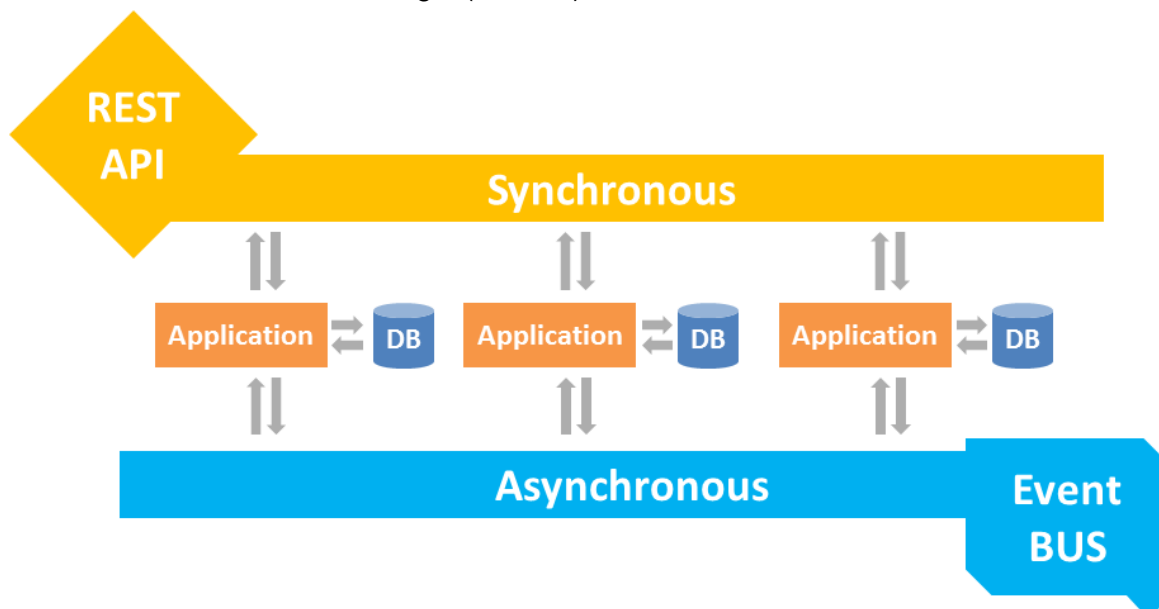 REST
API
Synchronous
Application
DB
Application
DB
Application
DB
Asynchronous
Event
BUS